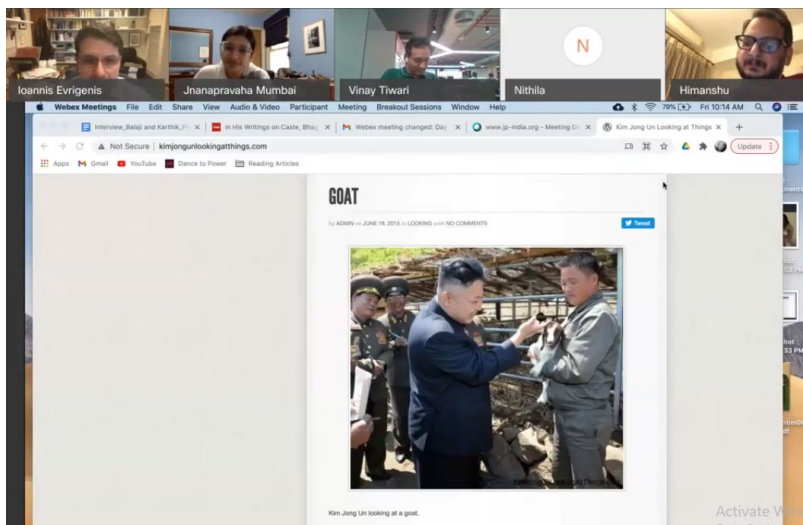 N
Ioannis Evrigenis
Jnanapravaha Mumbai
Vinay Tiwari
Nithila
Himanshu
Webex Meetings File Edit Share View Audio & Video Participant Meeting Breakout Sessions Window Help 79% Fri 10:14 AM
Interview_Balaji and Karthik_Fi
In His Writings on Caste, Bhag
Webex meeting changed: Day
www.jp-india.org - Meeting D
Kim Jong Un Looking at Things
Not Secure | kimjongunlookingatthings.com
Update
Apps Gmail YouTube Dance to Power Reading Articles
GOAT
by ADMIN on JUNE 18, 2015 in LOOKING with NO COMMENTS
Tweet
Kim Jong Un looking at a goat.